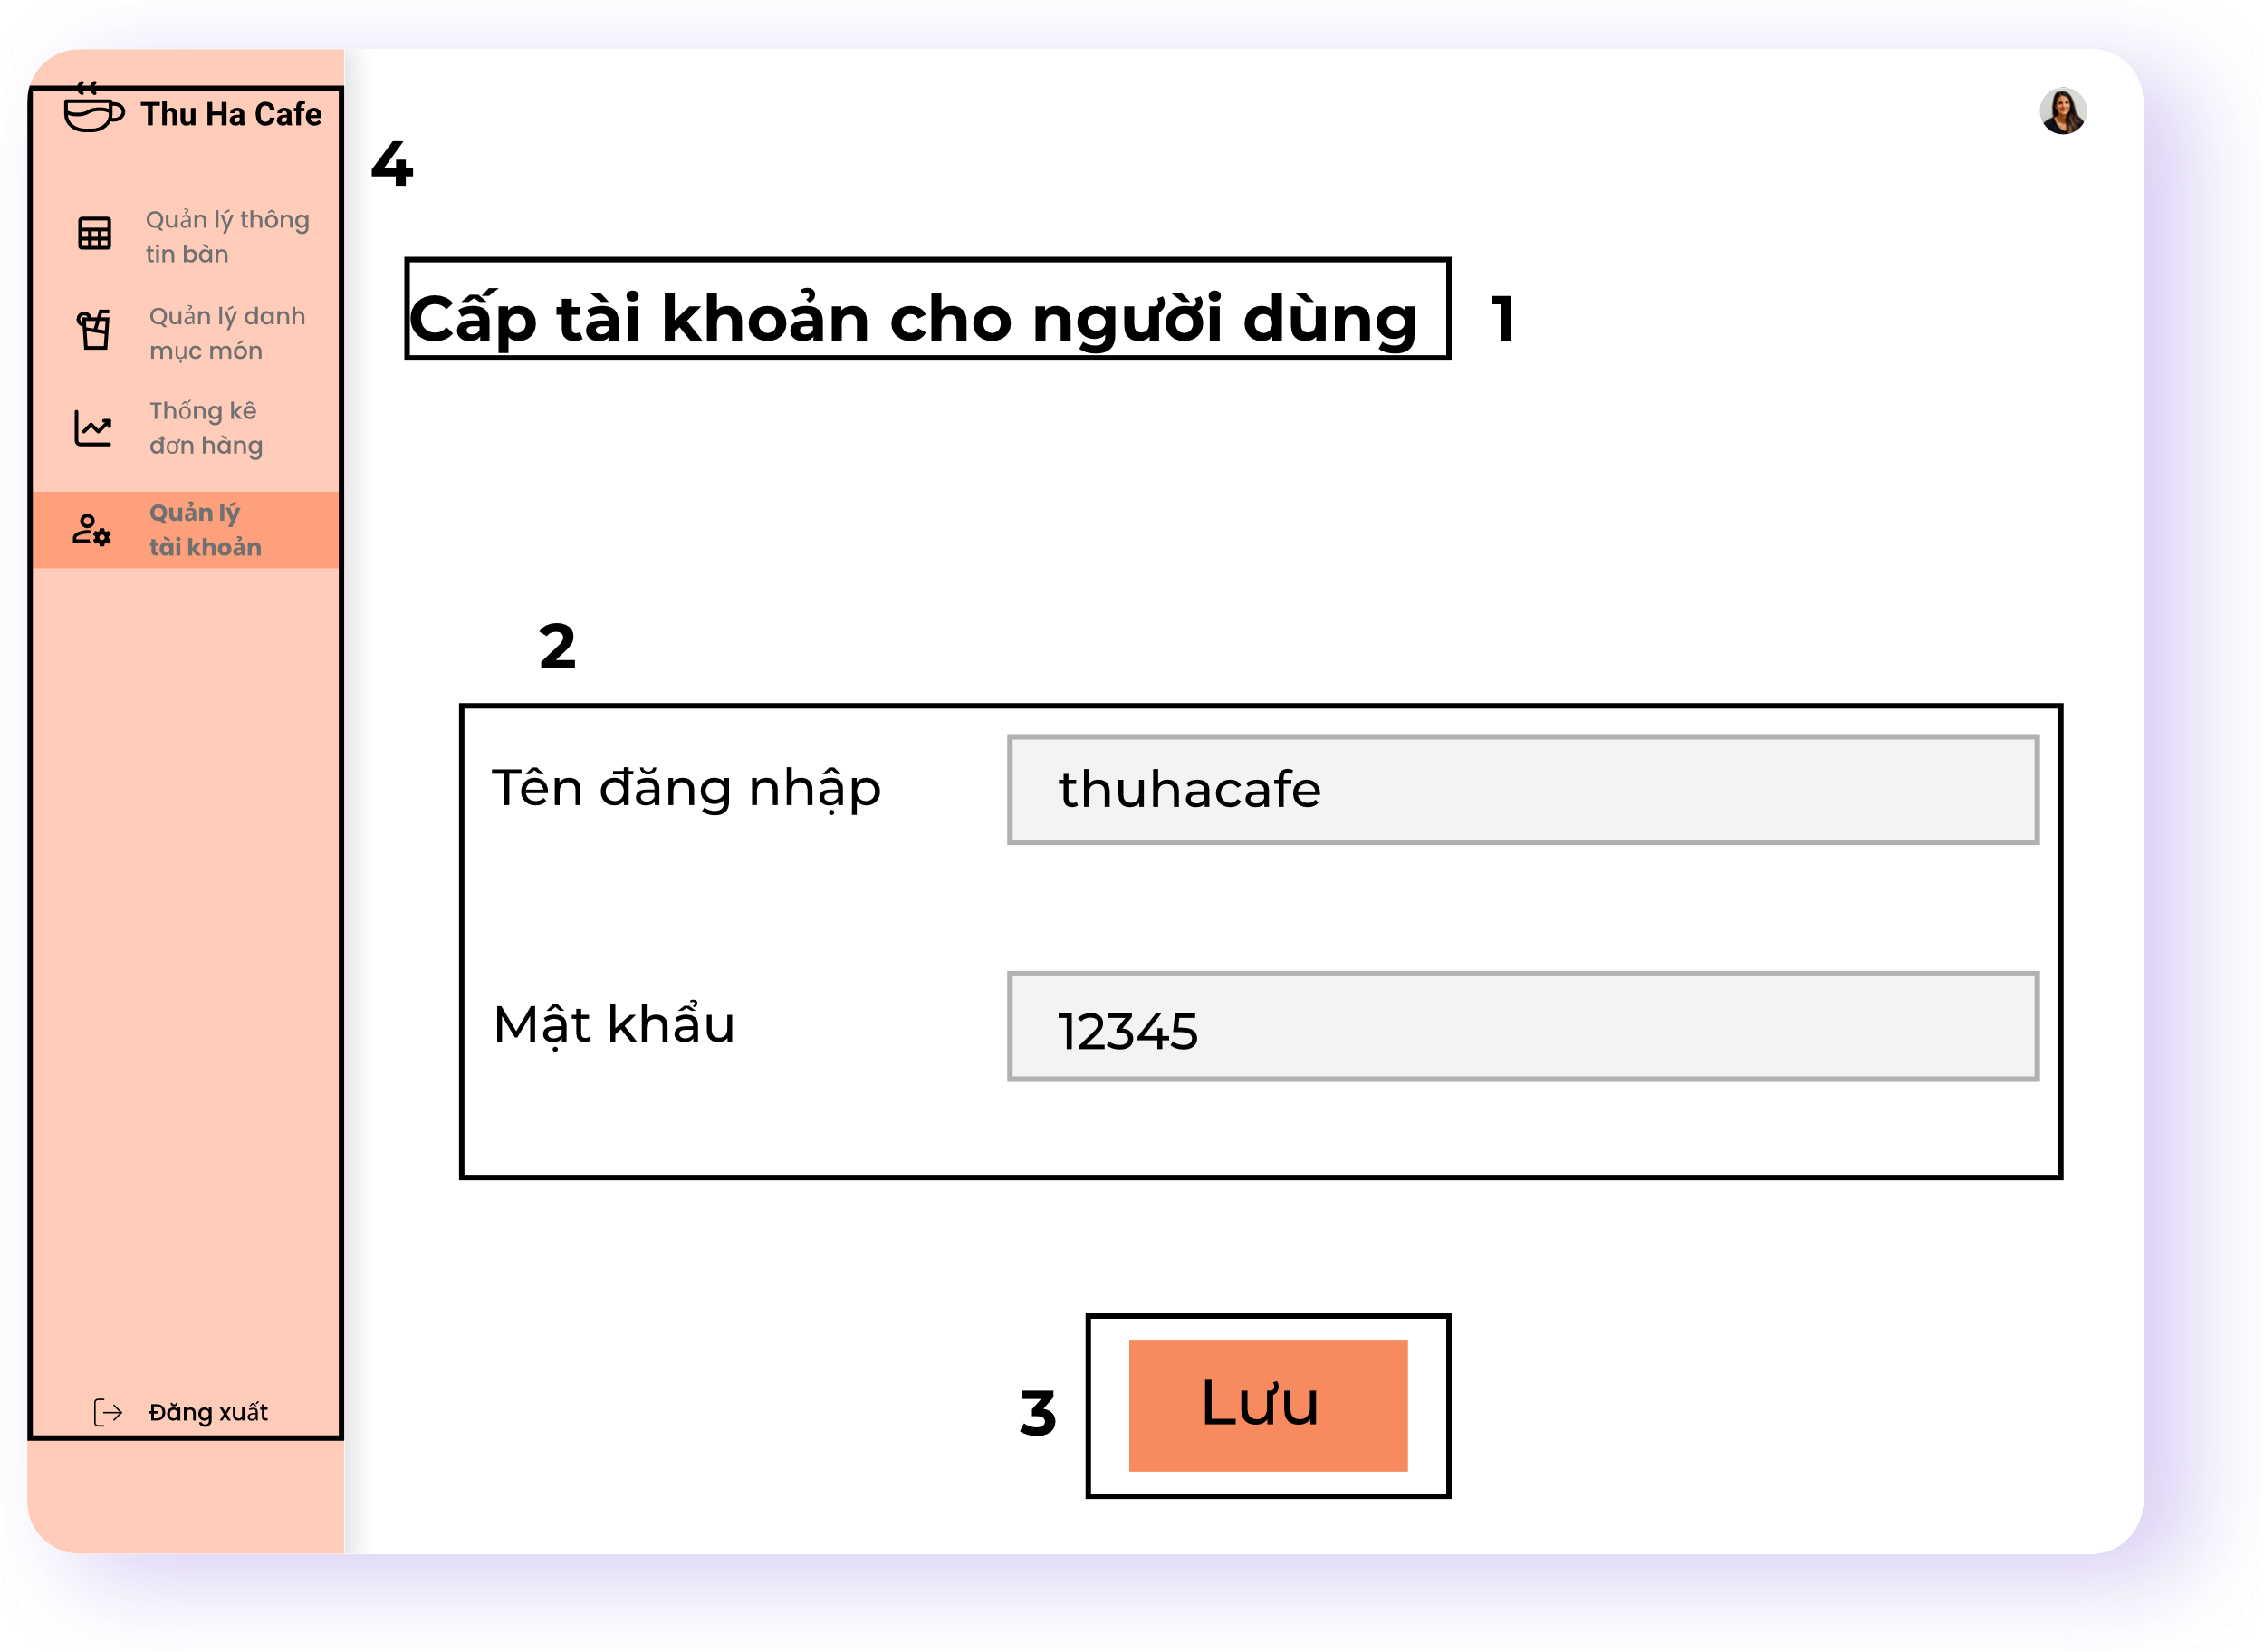 Thu Ha Cafe
Quản lý thông
tin bàn
Quản lý danh
mục món
Thống kê
đơn hàng
Quản lý
tài khoản
Đăng xuất
4
Cấp tài khoản cho người dùng
1
2
Tên đăng nhập
thuhacafe
Mật khẩu
12345
3
Lưu